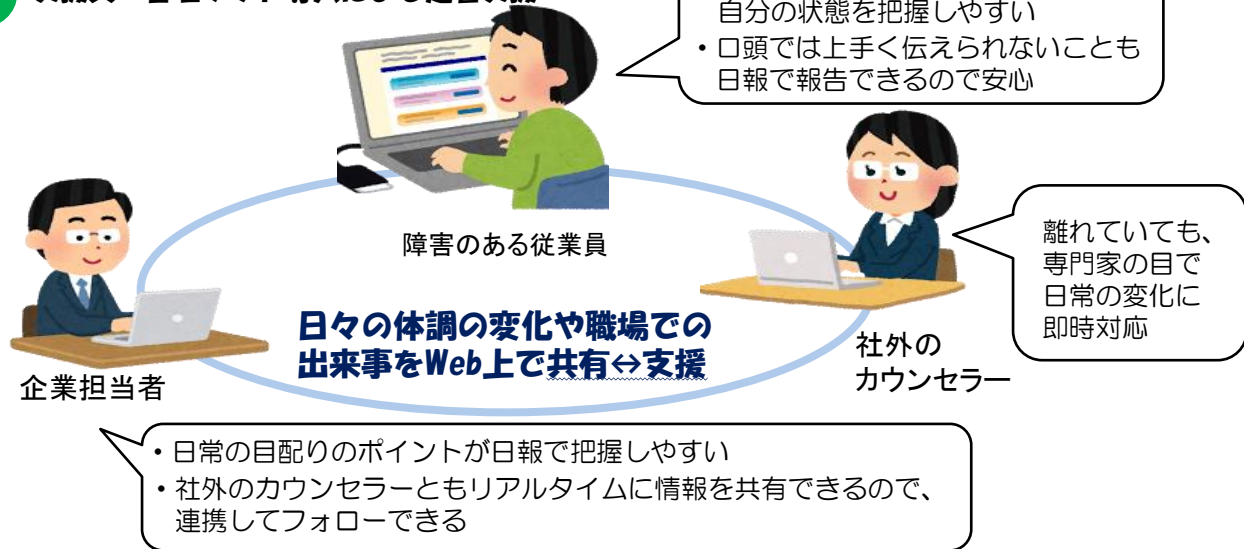 自分の状態を把握しやすい
・口頭では上手く伝えられないことも
日報で報告できるので安心
障害のある従業員
離れていても、
専門家の目で
日常の変化に
即時対応
日々の体調の変化や職場での
出来事をWeb上で共有↔支援
社外の
カウンセラー
企業担当者
・日常の目配りのポイントが日報で把握しやすい
・社外のカウンセラーともリアルタイムに情報を共有できるので、
連携してフォローできる